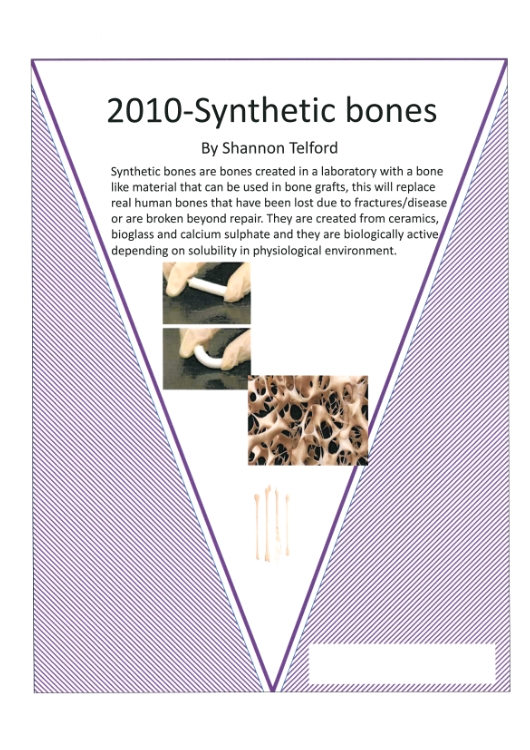 2010-Synthetic bones
By Shannon Telford
Synthetic bones are bones created in a laboratory with a bone
like material that can be used in bone grafts, this will replace
real human bones that have been lost due to fractures/disease
or are broken beyond repair. They are created from ceramics,
bioglass and calcium sulphate and they are biologically active
depending on solubility in physiological environment.